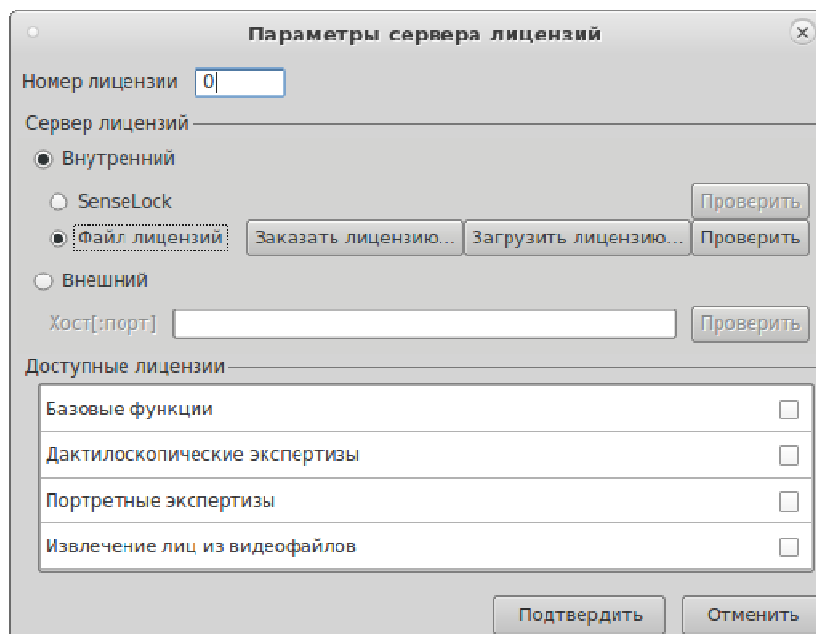 Параметры сервера лицензий
Номер лицензии 0
Сервер лицензий
Внутренний
SenseLock Проверить
Файл лицензий Заказать лицензию... Загрузить лицензию... Проверить
Внешний
Хост[:порт] Проверить
Доступные лицензии
Базовые функции
Дактилоскопические экспертизы
Портретные экспертизы
Извлечение лиц из видеофайлов
Подтвердить Отменить